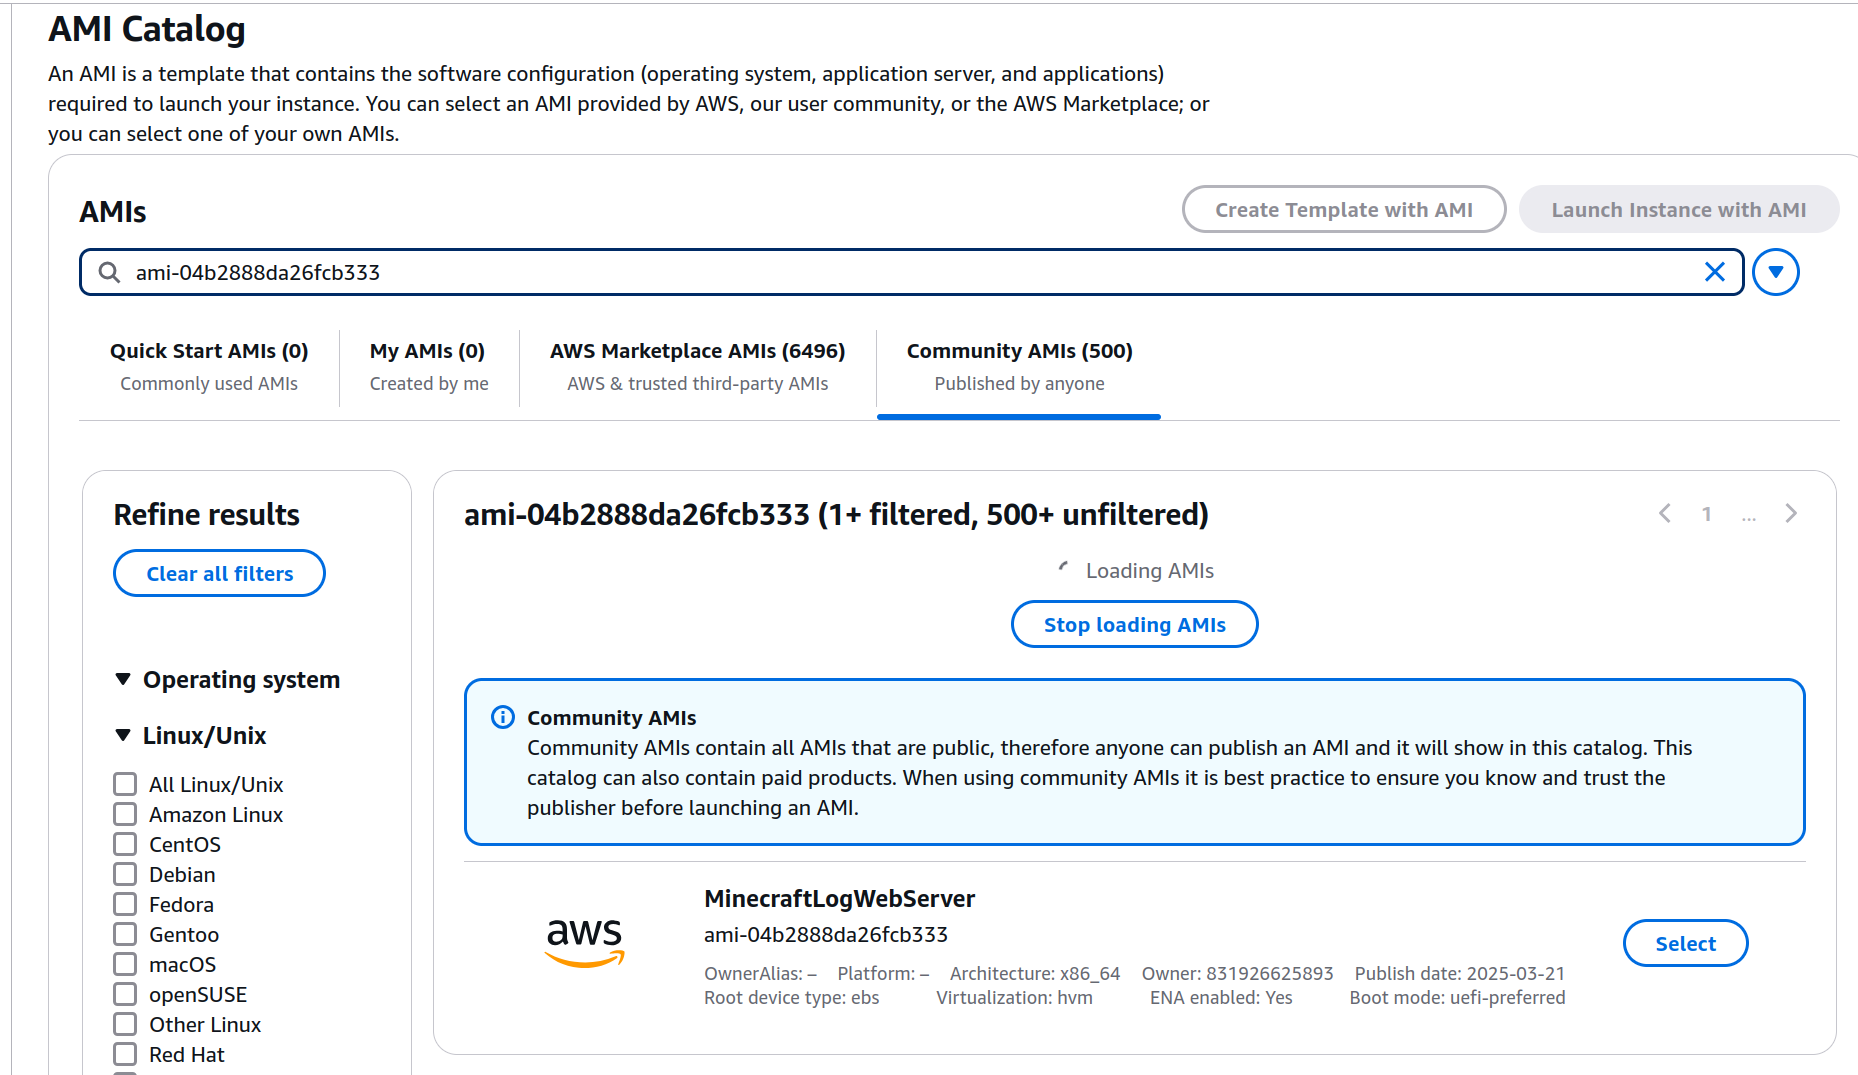 AMI Catalog
An AMI is a template that contains the software configuration (operating system, application server, and applications)
required to launch your instance. You can select an AMI provided by AWS, our user community, or the AWS Marketplace; or
you can select one of your own AMIs.
AMIs
Create Template with AMI
Launch Instance with AMI
ami-04b2888da26fcb333
Quick Start AMIs (0)
Commonly used AMIs
My AMIs (0)
Created by me
AWS Marketplace AMIs (6496)
AWS & trusted third-party AMIs
Community AMIs (500)
Published by anyone
Refine results
Clear all filters
Operating system
Linux/Unix
All Linux/Unix
Amazon Linux
CentOS
Debian
Fedora
Gentoo
macOS
openSUSE
Other Linux
Red Hat
ami-04b2888da26fcb333 (1+ filtered, 500+ unfiltered)
1 ...
Loading AMIs
Stop loading AMIs
Community AMIs
Community AMIs contain all AMIs that are public, therefore anyone can publish an AMI and it will show in this catalog. This
catalog can also contain paid products. When using community AMIs it is best practice to ensure you know and trust the
publisher before launching an AMI.
aws
MinecraftLogWebServer
ami-04b2888da26fcb333
OwnerAlias: – Platform: – Architecture: x86_64 Owner: 831926625893 Publish date: 2025-03-21
Root device type: ebs Virtualization: hvm ENA enabled: Yes Boot mode: uefi-preferred
Select